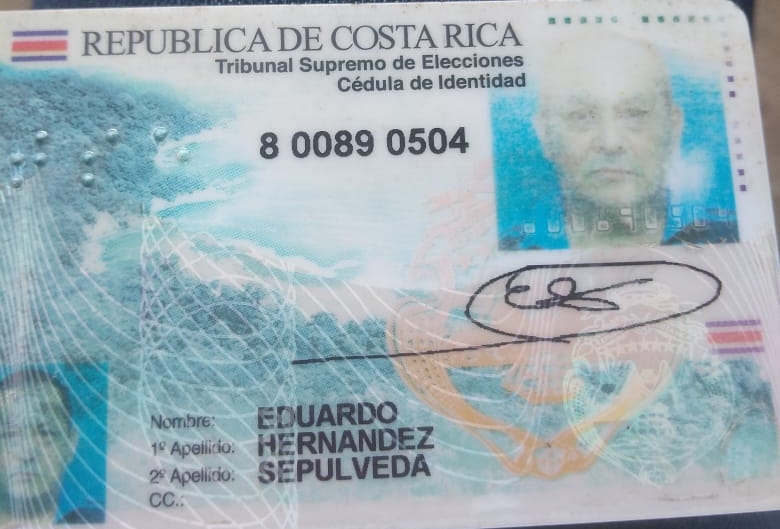 REPUBLICA DE COSTA RICA
Tribunal Supremo de Elecciones
Cédula de Identidad
8 0089 0504
Nombre: EDUARDO
1º Apellido: HERNANDEZ
2º Apellido: SEPULVEDA
CC.: